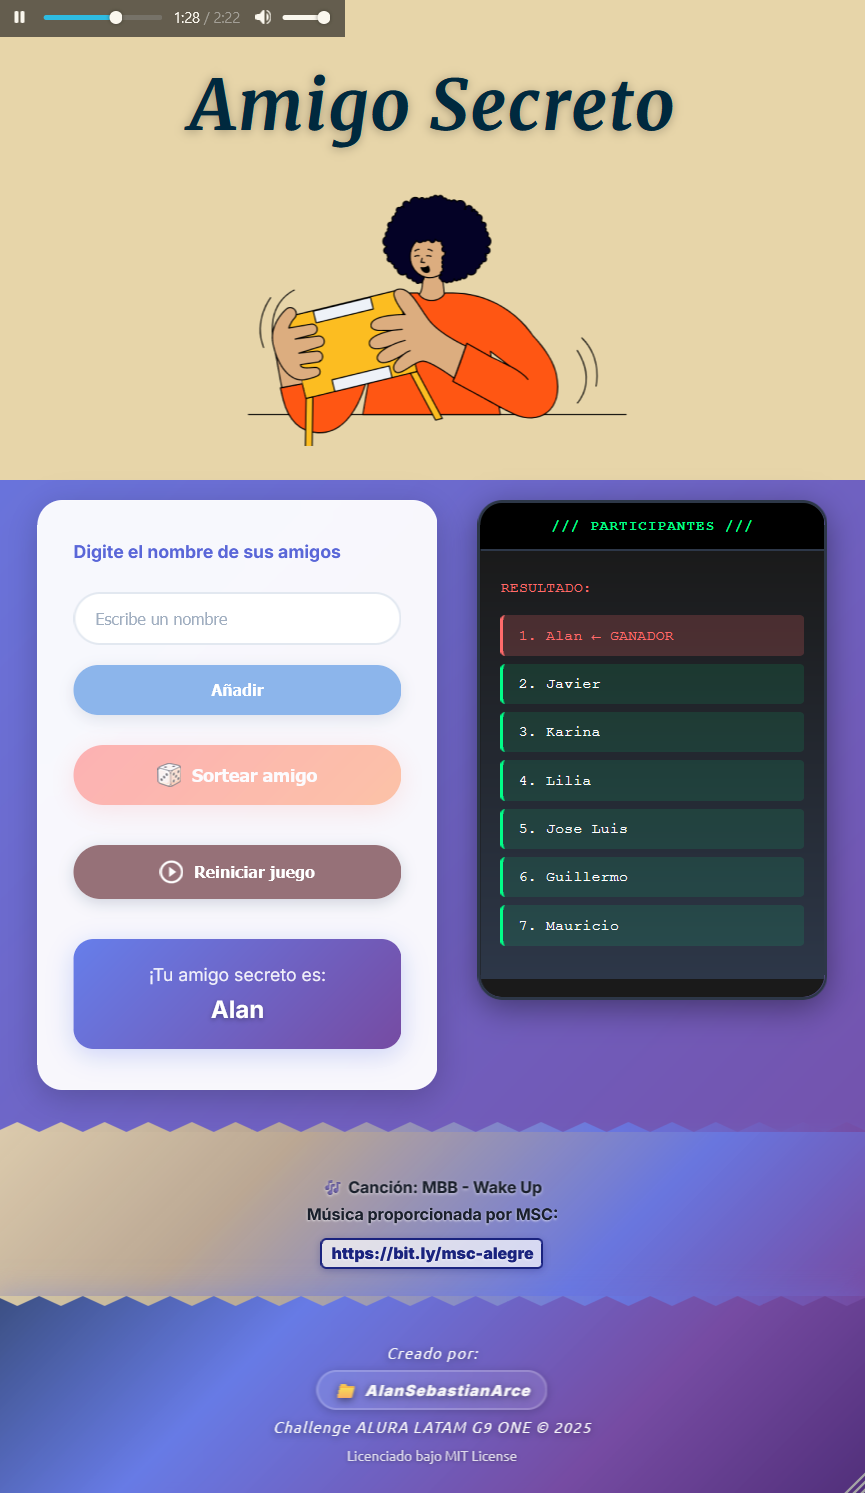 1:28 / 2:22
Amigo Secreto
Digite el nombre de sus amigos
Escribe un nombre
Añadir
Sortear amigo
Reiniciar juego
¡Tu amigo secreto es:
Alan
/// PARTICIPANTES ///
RESULTADO:
1. Alan ← GANADOR
2. Javier
3. Karina
4. Lilia
5. Jose Luis
6. Guillermo
7. Mauricio
🎶 Canción: MBB - Wake Up
Música proporcionada por MSC:
https://bit.ly/msc-alegre
Creado por:
📁 AlanSebastianArce
Challenge ALURA LATAM G9 ONE © 2025
Licenciado bajo MIT License